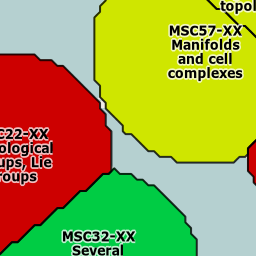 topol
MSC57-XX
Manifolds
and cell
complexes
C22-XX
ological
ups, Lie
roups
MSC32-XX
Several